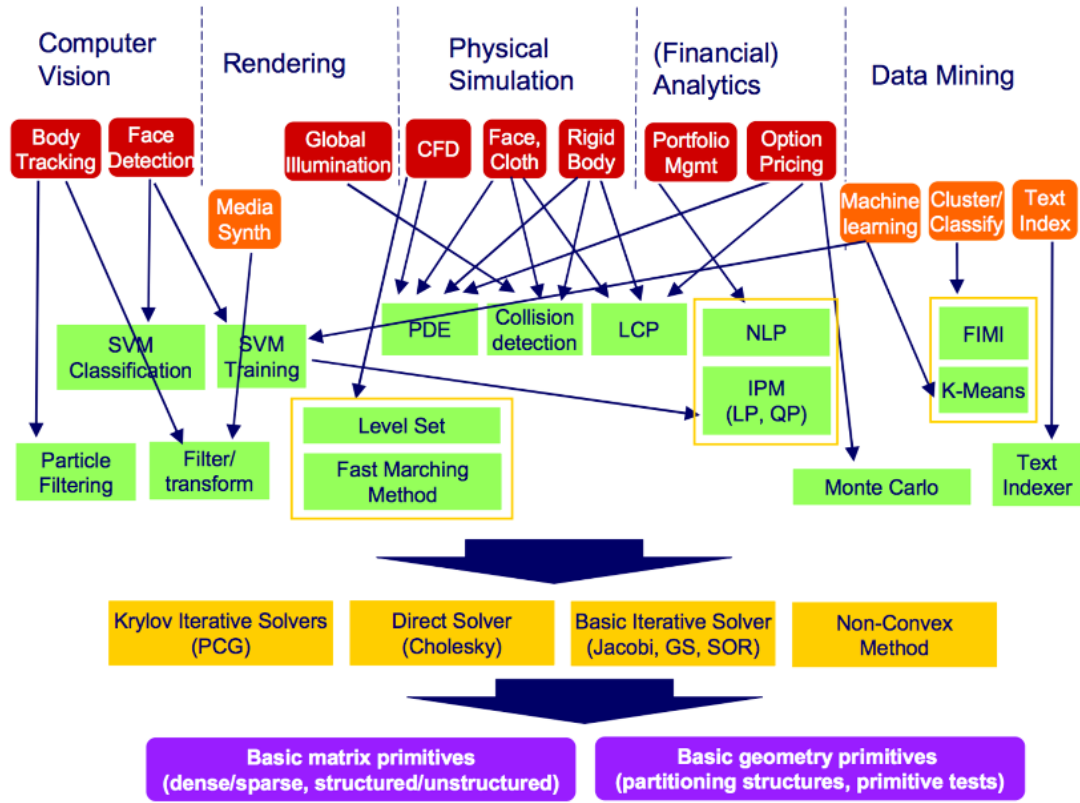 Computer
Vision
Rendering
Physical
Simulation
(Financial)
Analytics
Data Mining
Body
Tracking
Face
Detection
Global
Illumination
CFD
Face,
Cloth
Rigid
Body
Portfolio
Mgmt
Option
Pricing
Media
Synth
Machine
learning
Cluster/
Classify
Text
Index
SVM
Classification
SVM
Training
PDE
Collision
detection
LCP
NLP
IPM
(LP, QP)
FIMI
K-Means
Level Set
Fast Marching
Method
Particle
Filtering
Filter/
transform
Monte Carlo
Text
Indexer
Krylov Iterative Solvers
(PCG)
Direct Solver
(Cholesky)
Basic Iterative Solver
(Jacobi, GS, SOR)
Non-Convex
Method
Basic matrix primitives
(dense/sparse, structured/unstructured)
Basic geometry primitives
(partitioning structures, primitive tests)